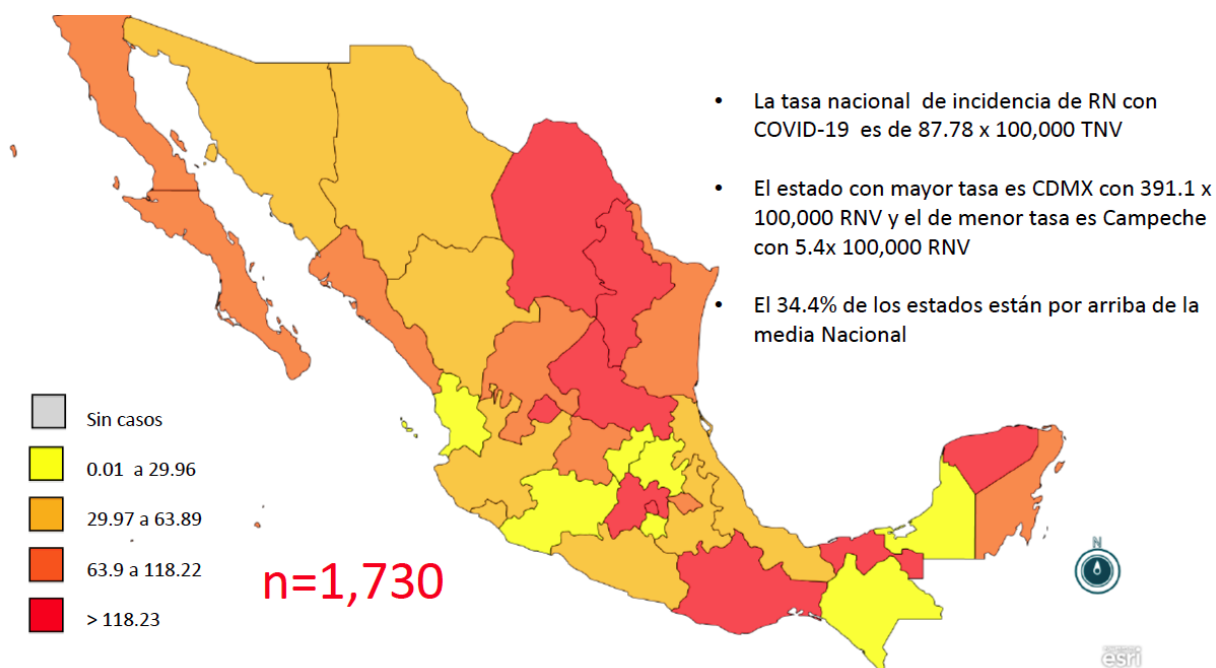 • La tasa nacional de incidencia de RN con
COVID-19 es de 87.78 x 100,000 TNV
• El estado con mayor tasa es CDMX con 391.1 x
100,000 RNV y el de menor tasa es Campeche
con 5.4x 100,000 RNV
• El 34.4% de los estados están por arriba de la
media Nacional
Sin casos
0.01 a 29.96
29.97 a 63.89
63.9 a 118.22
> 118.23
n=1,730
N
esri